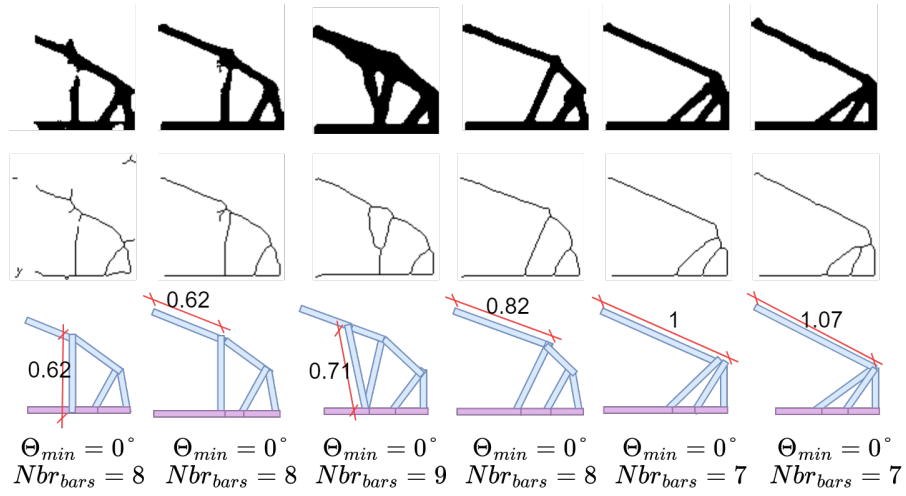 y
0.62
0.62
0.71
0.82
1
1.07
Θmin = 0°
Nbrbars = 8
Θmin = 0°
Nbrbars = 8
Θmin = 0°
Nbrbars = 9
Θmin = 0°
Nbrbars = 8
Θmin = 0°
Nbrbars = 7
Θmin = 0°
Nbrbars = 7